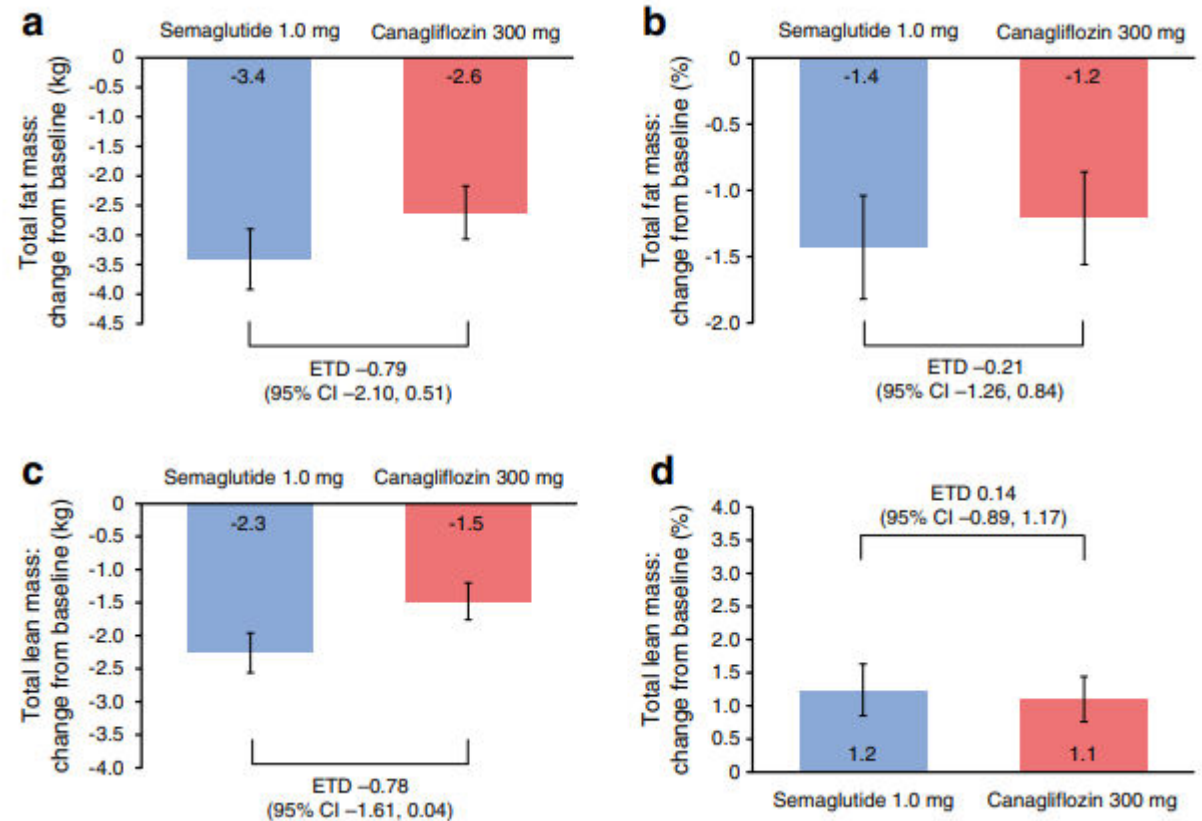 a
Semaglutide 1.0 mg Canagliflozin 300 mg
Total fat mass:
change from baseline (kg)
0
-0.5
-1.0
-1.5
-2.0
-2.5
-3.0
-3.5
-4.0
-4.5
-3.4 -2.6
ETD –0.79
(95% CI –2.10, 0.51)
b
Semaglutide 1.0 mg Canagliflozin 300 mg
Total fat mass:
change from baseline (%)
0
-0.5
-1.0
-1.5
-2.0
-1.4 -1.2
ETD –0.21
(95% CI –1.26, 0.84)
c
Semaglutide 1.0 mg Canagliflozin 300 mg
Total lean mass:
change from baseline (kg)
0
-0.5
-1.0
-1.5
-2.0
-2.5
-3.0
-3.5
-4.0
-2.3 -1.5
ETD –0.78
(95% CI –1.61, 0.04)
d
ETD 0.14
(95% CI –0.89, 1.17)
Total lean mass:
change from baseline (%)
4.0
3.5
3.0
2.5
2.0
1.5
1.0
0.5
0
1.2 1.1
Semaglutide 1.0 mg Canagliflozin 300 mg